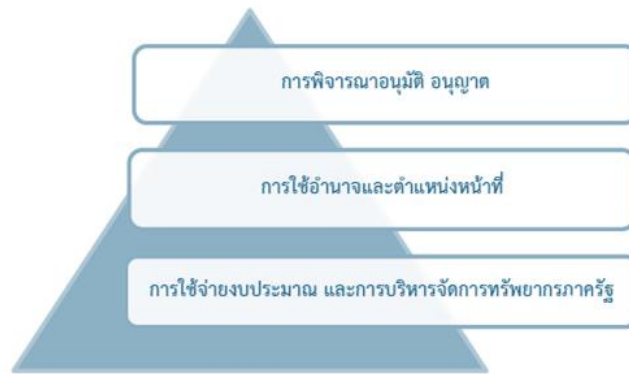 การพิจารณาอนุมัติ อนุญาต
การใช้อำนาจและตำแหน่งหน้าที่
การใช้จ่ายงบประมาณ และการบริหารจัดการทรัพยากรภาครัฐ